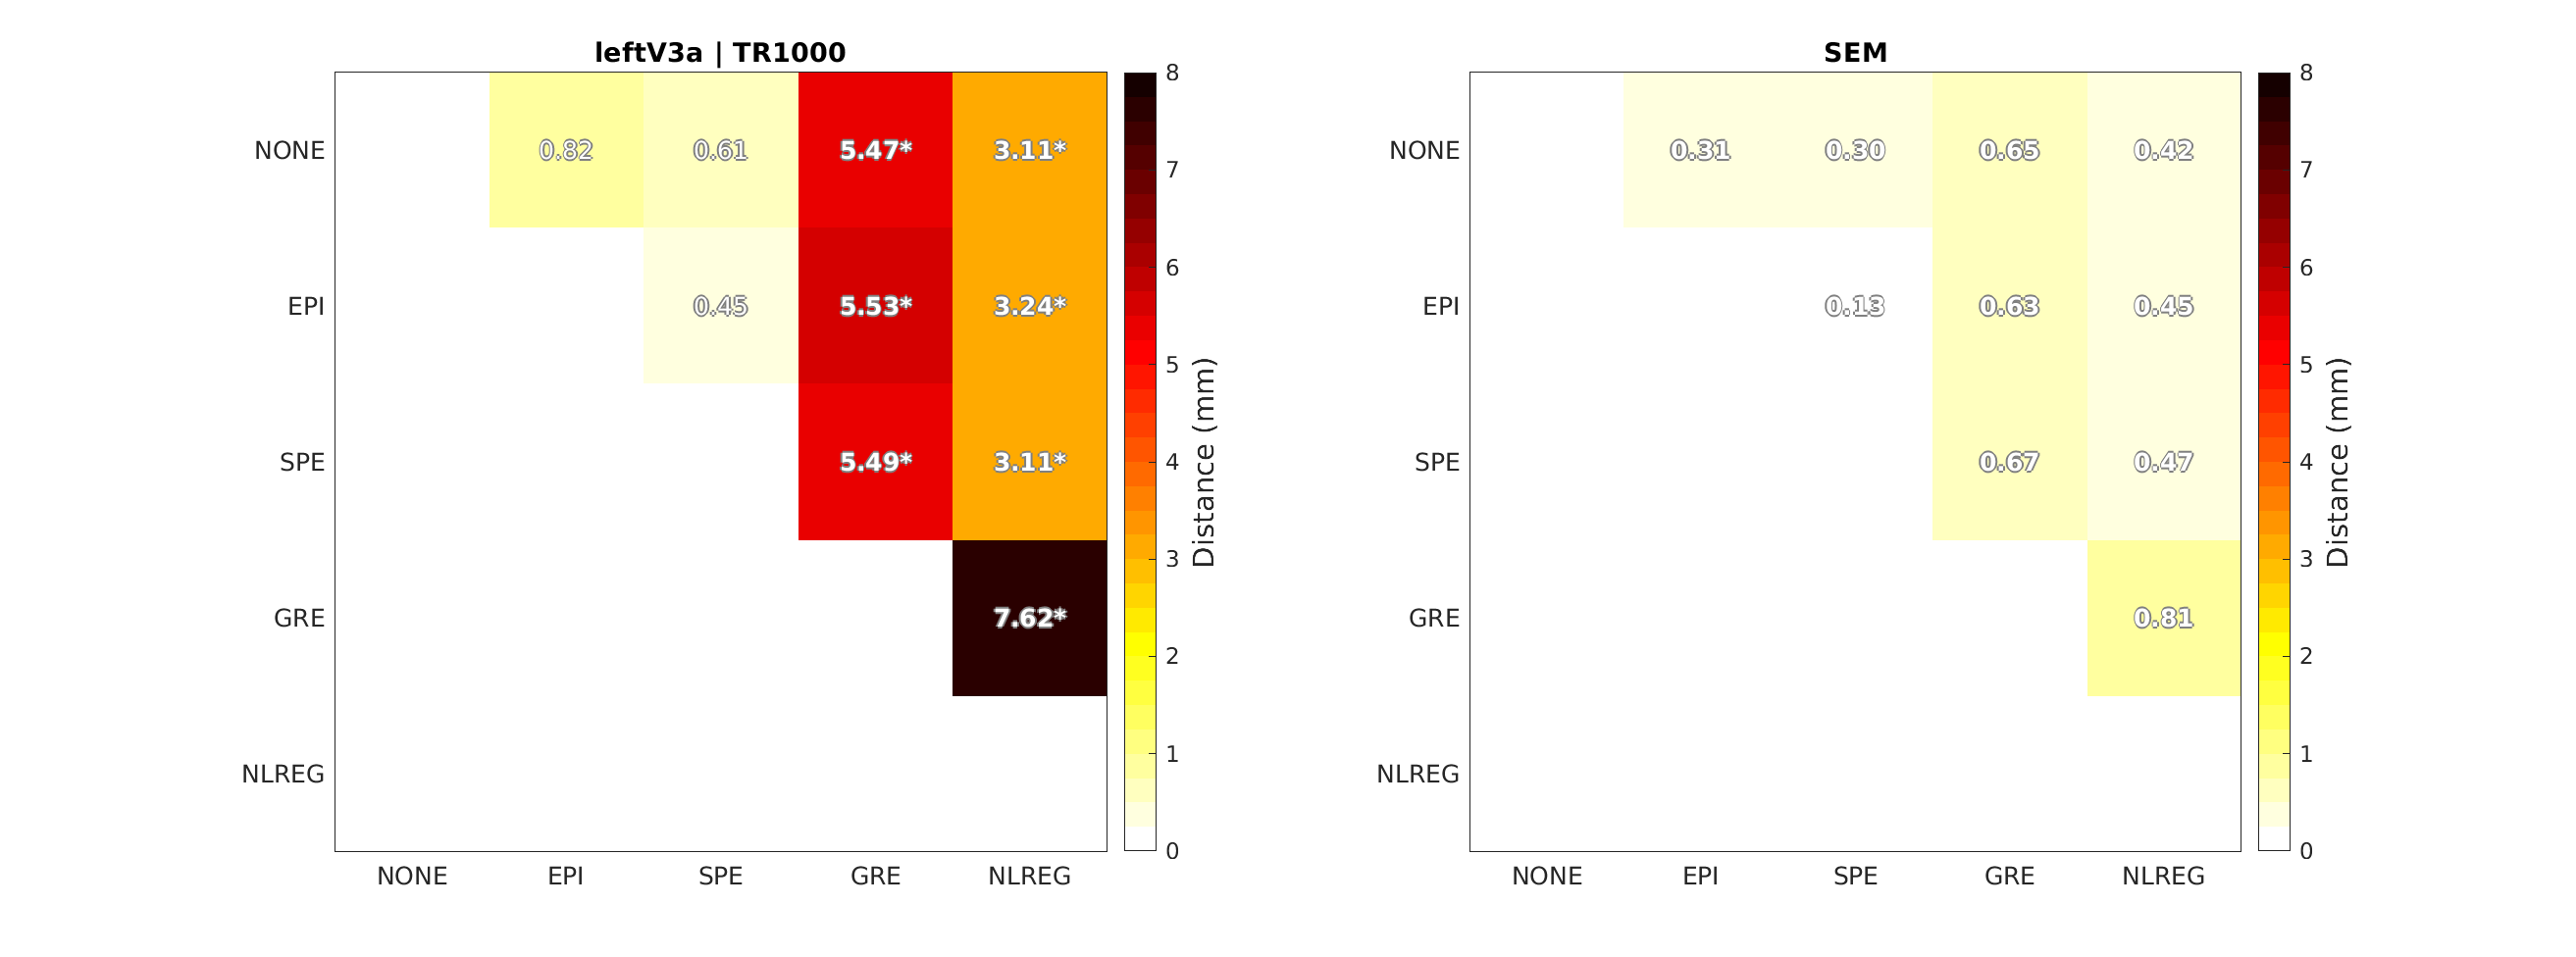 leftV3a | TR1000
NONE 0.82 0.61 5.47* 3.11*
EPI 0.45 5.53* 3.24*
SPE 5.49* 3.11*
GRE 7.62*
NLREG
NONE EPI SPE GRE NLREG
8
7
6
5
4
3
2
1
0
Distance (mm)
SEM
NONE 0.31 0.30 0.65 0.42
EPI 0.13 0.63 0.45
SPE 0.67 0.47
GRE 0.81
NLREG
NONE EPI SPE GRE NLREG
8
7
6
5
4
3
2
1
0
Distance (mm)